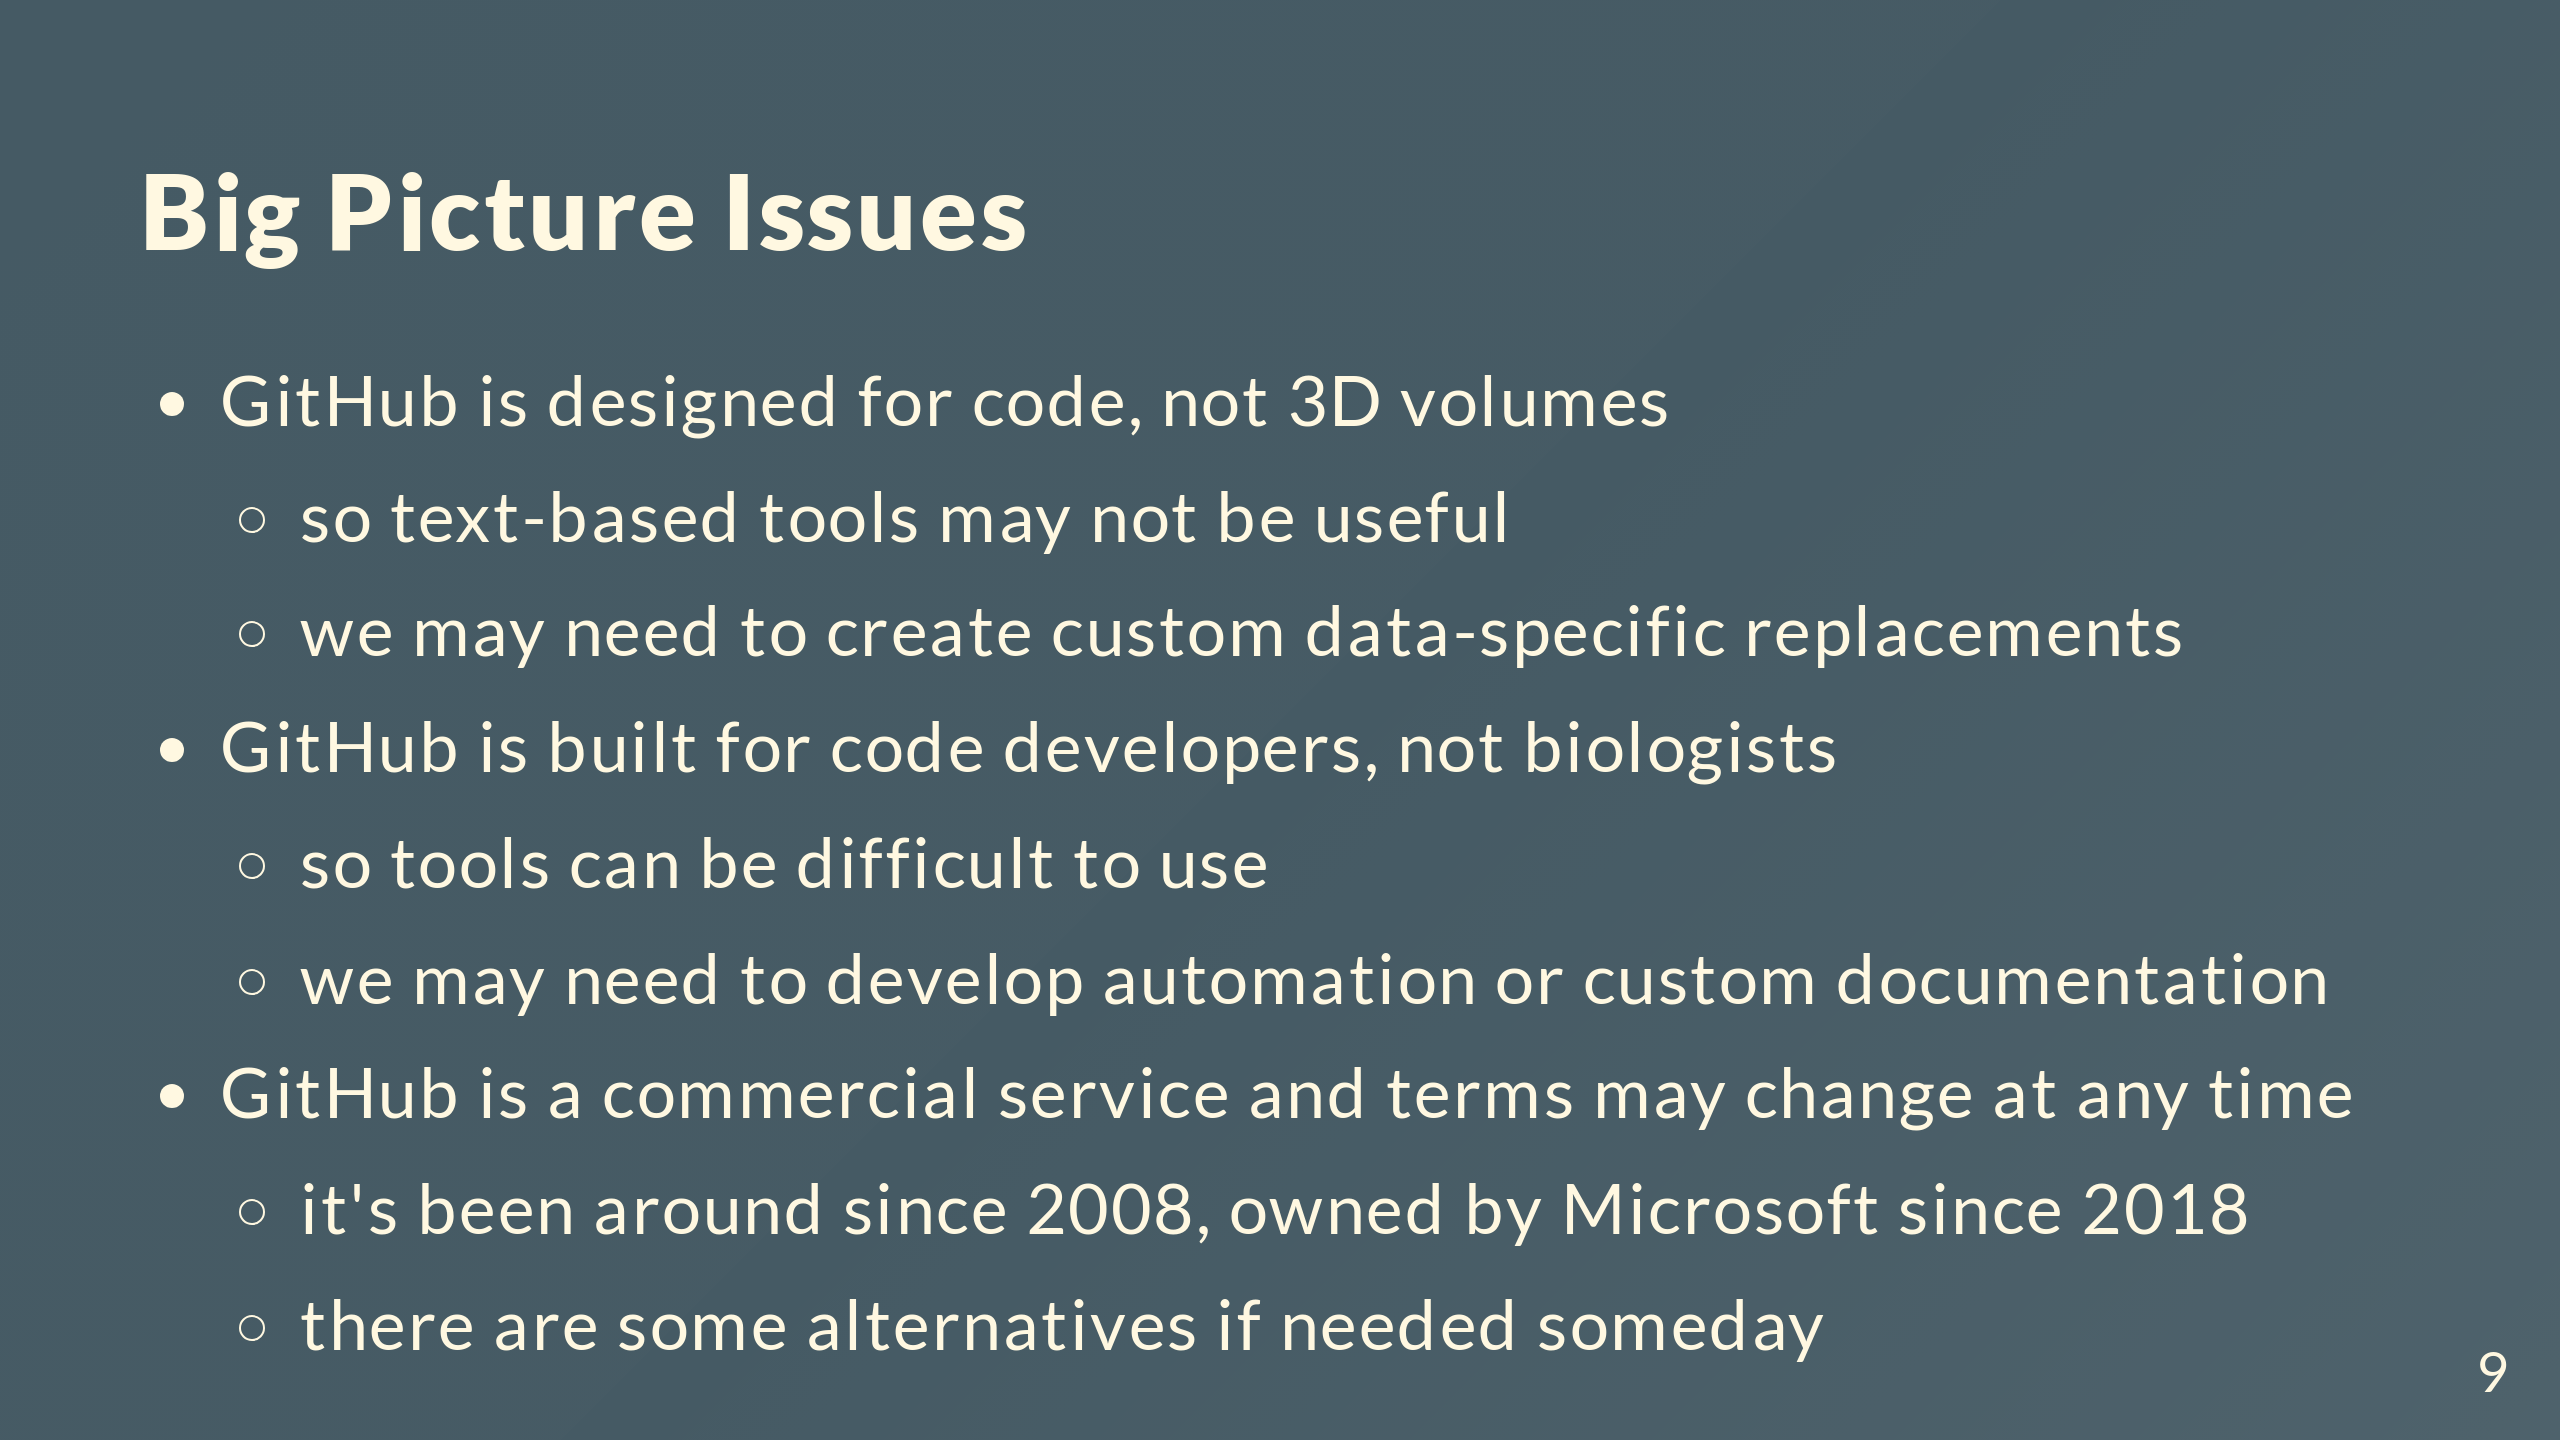 Big Picture Issues
• GitHub is designed for code, not 3D volumes
○ so text-based tools may not be useful
○ we may need to create custom data-specific replacements
• GitHub is built for code developers, not biologists
○ so tools can be difficult to use
○ we may need to develop automation or custom documentation
• GitHub is a commercial service and terms may change at any time
○ it's been around since 2008, owned by Microsoft since 2018
○ there are some alternatives if needed someday
9